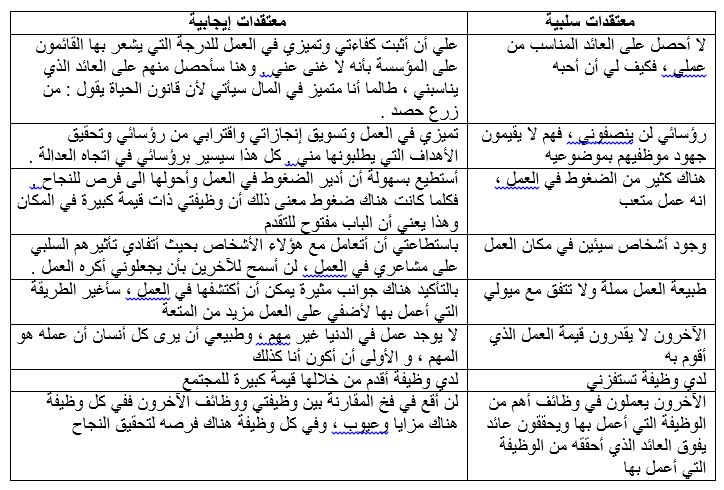 معتقدات سلبية
معتقدات إيجابية
لا أحصل على العائد المناسب من
عملي ، فكيف لي أن أحبه
علي أن أثبت كفاءتي وتميزي في العمل للدرجة التي يشعر بها القائمون
على المؤسسة بأنه لا غنى عني , وهنا سأحصل منهم على العائد الذي
يناسبني ، طالما أنا متميز في المال سيأتي لأن قانون الحياة يقول : من
زرع حصد .
رؤسائي لن ينصفوني ، فهم لا يقيمون
جهود موظفيهم بموضوعيه
تميزي في العمل وتسويق إنجازاتي واقترابي من رؤسائي وتحقيق
الأهداف التي يطلبونها مني , كل هذا سيسير برؤسائي في اتجاه العدالة .
هناك كثير من الضغوط في العمل ،
انه عمل متعب
أستطيع بسهولة أن أدير الضغوط في العمل وأحولها الى فرص للنجاح ,
فكلما كانت هناك ضغوط معنى ذلك أن وظيفتي ذات قيمة كبيرة في المكان
وهذا يعني أن الباب مفتوح للتقدم
وجود أشخاص سيئين في مكان العمل
باستطاعتي أن أتعامل مع هؤلاء الأشخاص بحيث أتفادي تأثيرهم السلبي
على مشاعري في العمل ، لن أسمح للآخرين بأن يجعلوني أكره العمل .
طبيعة العمل مملة ولا تتفق مع ميولي
بالتأكيد هناك جوانب مثيرة يمكن أن أكتشفها في العمل ، سأغير الطريقة
التي أعمل بها لأضفي على العمل مزيد من المتعة
الآخرون لا يقدرون قيمة العمل الذي
أقوم به
لا يوجد عمل في الدنيا غير مهم ، وطبيعي أن يرى كل أنسان أن عمله هو
المهم ، و الأولى أن أكون أنا كذلك
لدي وظيفة تستفزني
لدي وظيفة أقدم من خلالها قيمة كبيرة للمجتمع
الآخرون يعملون في وظائف أهم من
الوظيفة التي أعمل بها ويحققون عائد
يفوق العائد الذي أحققه من الوظيفة
التي أعمل بها
لن أقع في فخ المقارنة بين وظيفتي ووظائف الآخرون ففي كل وظيفة
هناك مزايا وعيوب ، وفي كل وظيفة هناك فرصه لتحقيق النجاح